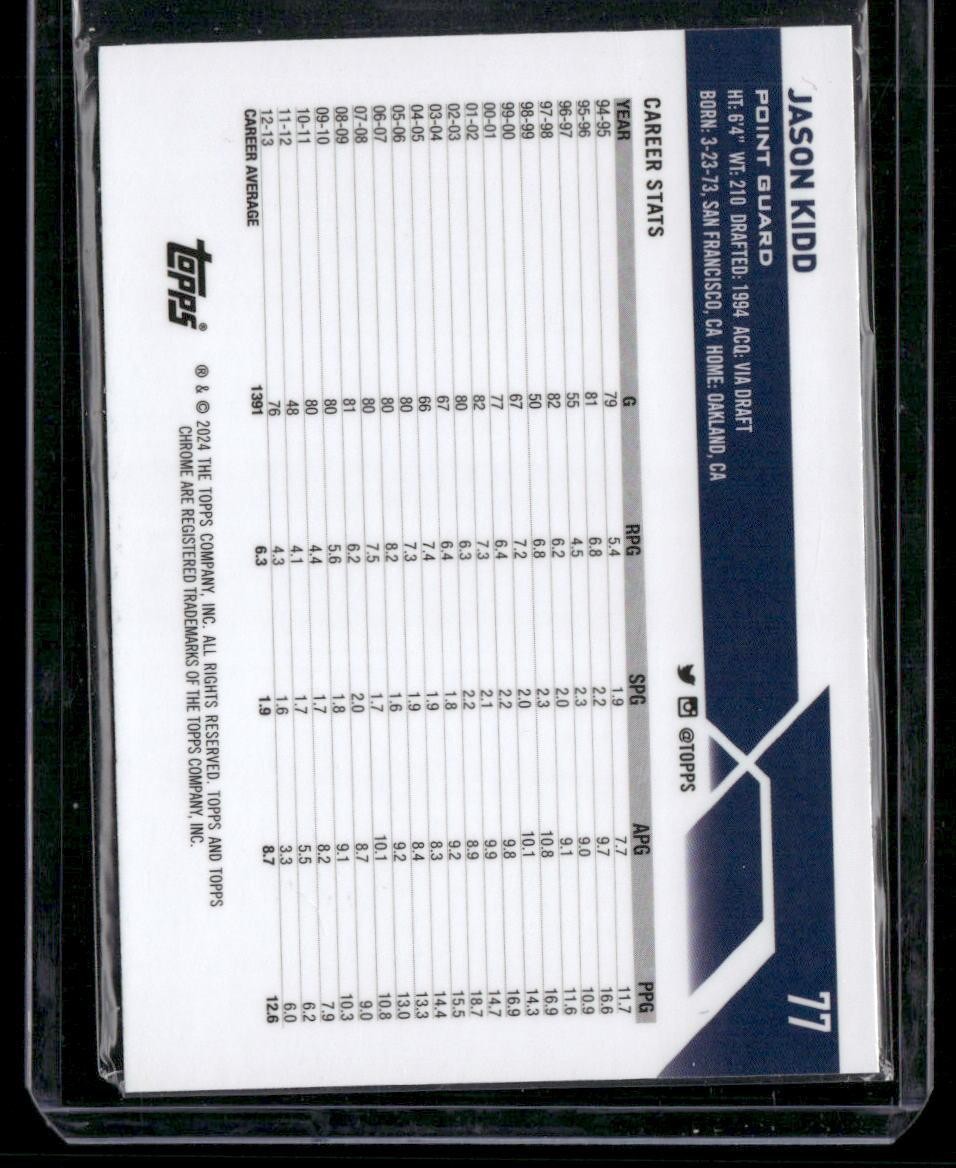 JASON KIDD
77
POINT GUARD
HT: 6'4" WT: 210 DRAFTED: 1994 ACQ: VIA DRAFT
BORN: 3-23-73, SAN FRANCISCO, CA HOME: OAKLAND, CA
@TOPPS
CAREER STATS
YEAR G RPG SPG APG PPG
94-95 79 5.4 1.9 7.7 11.7
95-96 81 6.8 2.2 9.7 16.6
96-97 55 4.5 2.3 9.0 10.9
97-98 82 6.2 2.0 9.1 11.6
98-99 50 6.8 2.3 10.8 16.9
99-00 67 7.2 2.0 10.1 14.3
00-01 77 6.4 2.2 9.8 16.9
01-02 82 7.3 2.1 9.9 14.7
02-03 80 6.3 2.2 8.9 18.7
03-04 67 6.4 1.8 9.2 15.5
04-05 66 7.4 1.9 8.3 14.4
05-06 80 7.3 1.9 8.4 13.3
06-07 80 8.2 1.6 9.2 13.0
07-08 80 7.5 1.7 10.1 10.8
08-09 81 6.2 2.0 8.7 9.0
09-10 80 5.6 1.8 9.1 10.3
10-11 80 4.4 1.7 8.2 7.9
11-12 48 4.1 1.7 5.5 6.2
12-13 76 4.3 1.6 3.3 6.0
CAREER AVERAGE 1391 6.3 1.9 8.7 12.6
topps®
® & © 2024 THE TOPPS COMPANY, INC. ALL RIGHTS RESERVED. TOPPS AND TOPPS
CHROME ARE REGISTERED TRADEMARKS OF THE TOPPS COMPANY, INC.